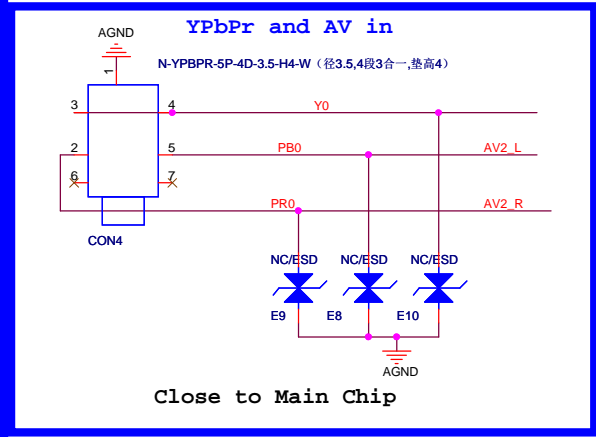 YPbPr and AV in
AGND
N-YPBPR-5P-4D-3.5-H4-W（径3.5,4段3合一,垫高4）
1
3
4
Y0
2
5
PB0
AV2_L
6
7
PR0
AV2_R
CON4
NC/ESD
NC/ESD
NC/ESD
E9
E8
E10
AGND
Close to Main Chip